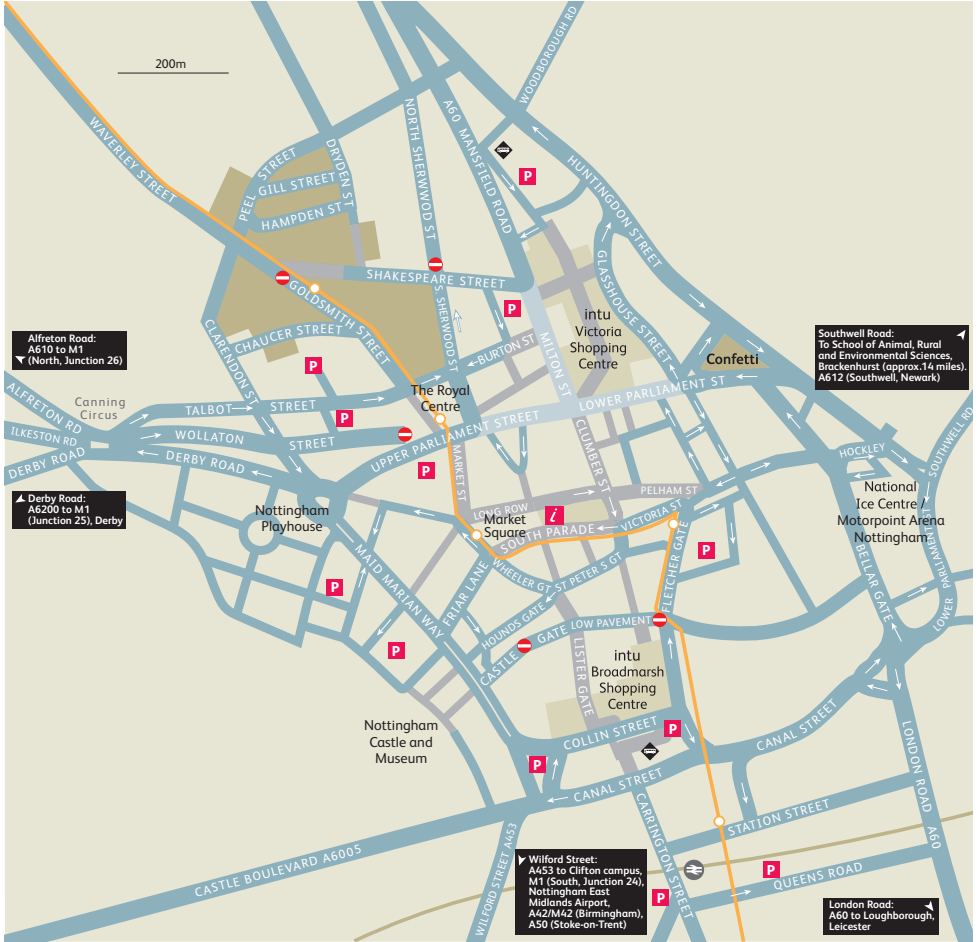 200m
WOODBOROUGH RD
WAVERLEY STREET
PEEL STREET
GILL STREET
HAMPDEN ST
DRYDEN ST
NORTH SHERWWOD ST
A60 MANSFIELD ROAD
P
HUNTINGDON STREET
SHAKESPEARE STREET
GOLDSMITH STREET
CHAUCER STREET
CLARENDON ST
S. SHERWOOD ST
P
BURTON ST
MILTON ST
GLASSHOUSE STREET
intu
Victoria
Shopping
Centre
Confetti
Alfreton Road:
A610 to M1
(North, Junction 26)
Southwell Road:
To School of Animal, Rural
and Environmental Sciences,
Brackenhurst (approx.14 miles).
A612 (Southwell, Newark)
P
The Royal
Centre
ALFRETON RD
Canning
Circus
TALBOT STREET
P
LOWER PARLIAMENT ST
ILKESTON RD
WOLLATON STREET
UPPER PARLIAMENT STREET
DERBY ROAD
DERBY ROAD
P
MARKET ST
CLUMBER ST
HOCKLEY
SOUTHWELL RD
Derby Road:
A6200 to M1
(Junction 25), Derby
Nottingham
Playhouse
LONG ROW
PELHAM ST
i
Market
Square
SOUTH PARADE
VICTORIA ST
National
Ice Centre /
Motorpoint Arena
Nottingham
P
MAID MARIAN WAY
FRIAR LANE
WHEELER GT
ST PETER S GT
FLETCHER GATE
P
BELLAR GATE
LOWER PARLIAMENT ST
HOUNDS GATE
LOW PAVEMENT
CASTLE GATE
P
LISTER GATE
intu
Broadmarsh
Shopping
Centre
LOWER
Nottingham
Castle and
Museum
COLLIN STREET
P
P
CANAL STREET
CANAL STREET
LONDON ROAD A60
CARRINGTON STREET
STATION STREET
CASTLE BOULEVARD A6005
WILFORD STREET A453
Wilford Street:
A453 to Clifton campus,
M1 (South, Junction 24),
Nottingham East
Midlands Airport,
A42/M42 (Birmingham),
A50 (Stoke-on-Trent)
P
P
QUEENS ROAD
London Road:
A60 to Loughborough,
Leicester